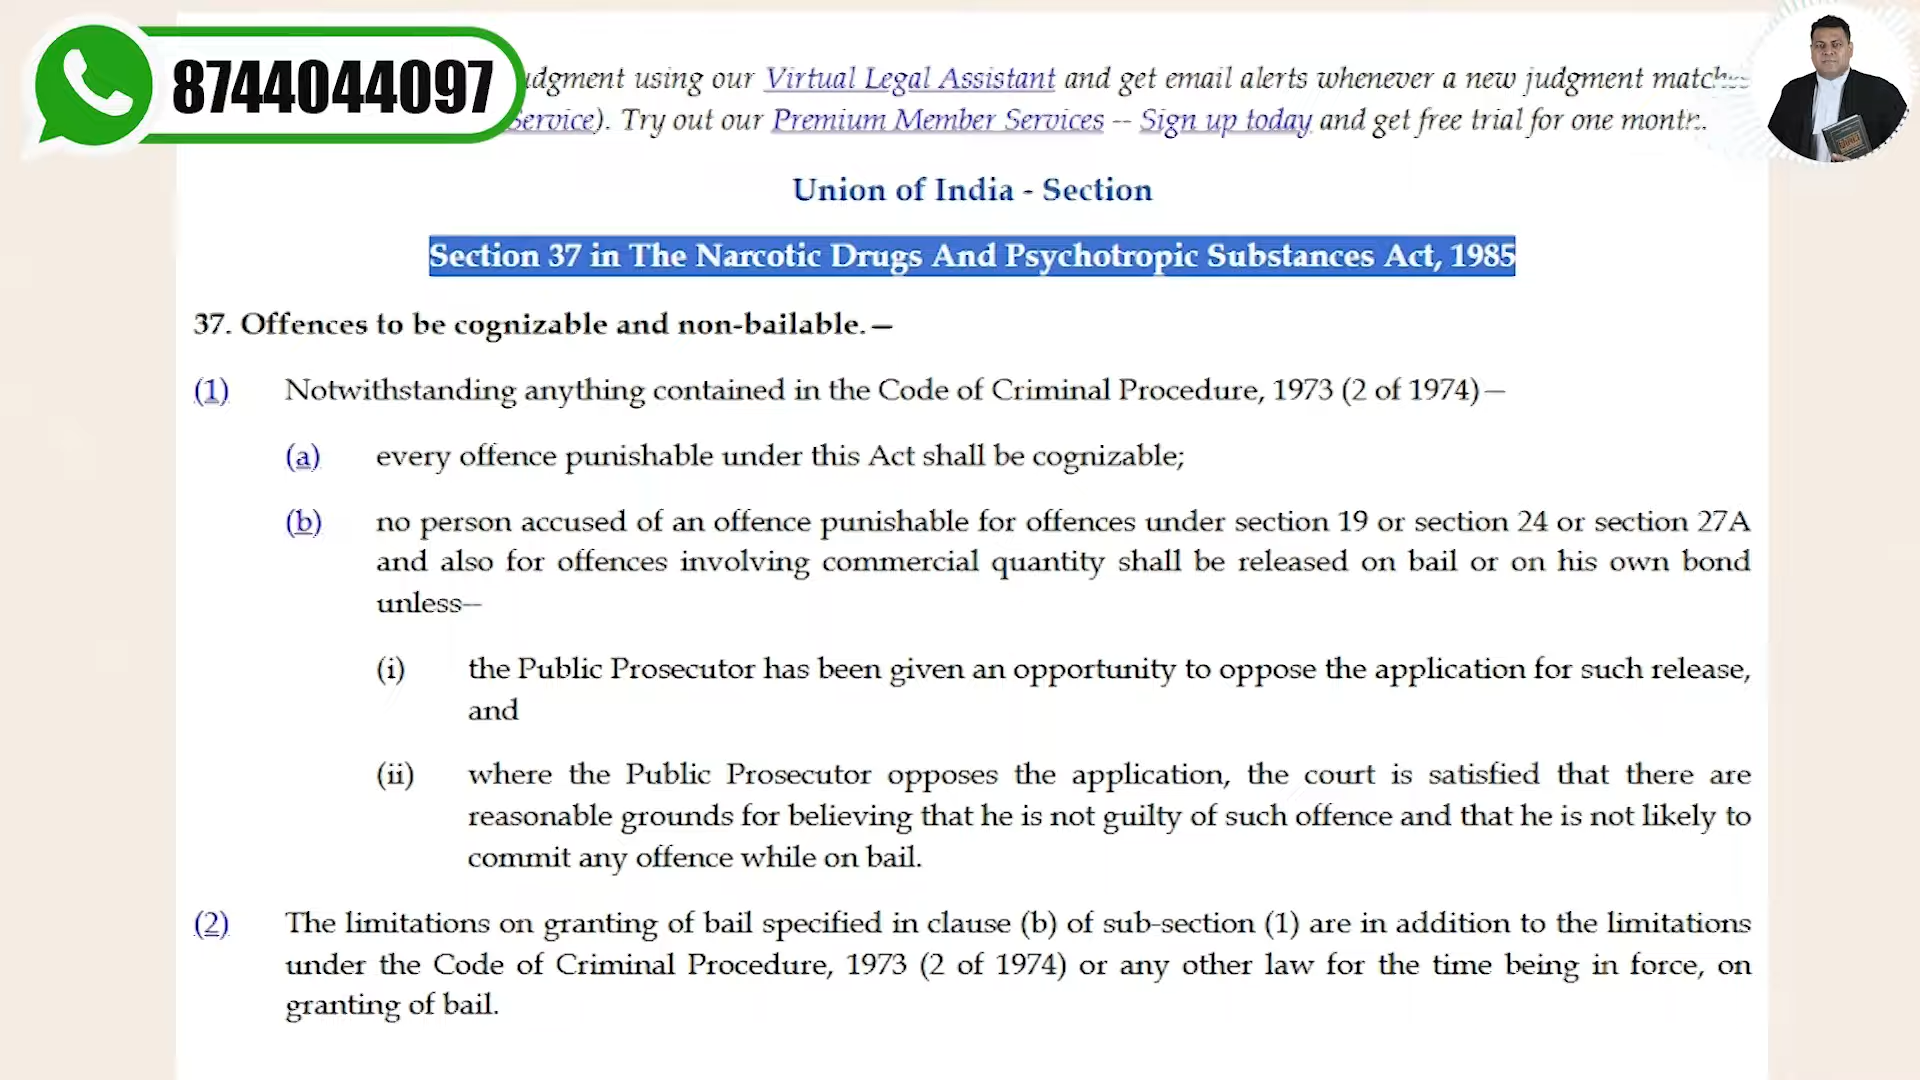 8744044097
udgment using our Virtual Legal Assistant and get email alerts whenever a new judgment matches
Service). Try out our Premium Member Services -- Sign up today and get free trial for one month.
Union of India - Section
Section 37 in The Narcotic Drugs And Psychotropic Substances Act, 1985
37. Offences to be cognizable and non-bailable.—
(1) Notwithstanding anything contained in the Code of Criminal Procedure, 1973 (2 of 1974)—
(a) every offence punishable under this Act shall be cognizable;
(b) no person accused of an offence punishable for offences under section 19 or section 24 or section 27A
and also for offences involving commercial quantity shall be released on bail or on his own bond
unless—
(i) the Public Prosecutor has been given an opportunity to oppose the application for such release,
and
(ii) where the Public Prosecutor opposes the application, the court is satisfied that there are
reasonable grounds for believing that he is not guilty of such offence and that he is not likely to
commit any offence while on bail.
(2) The limitations on granting of bail specified in clause (b) of sub-section (1) are in addition to the limitations
under the Code of Criminal Procedure, 1973 (2 of 1974) or any other law for the time being in force, on
granting of bail.